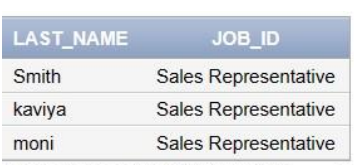 LAST_NAME JOB_ID
Smith Sales Representative
kaviya Sales Representative
moni Sales Representative